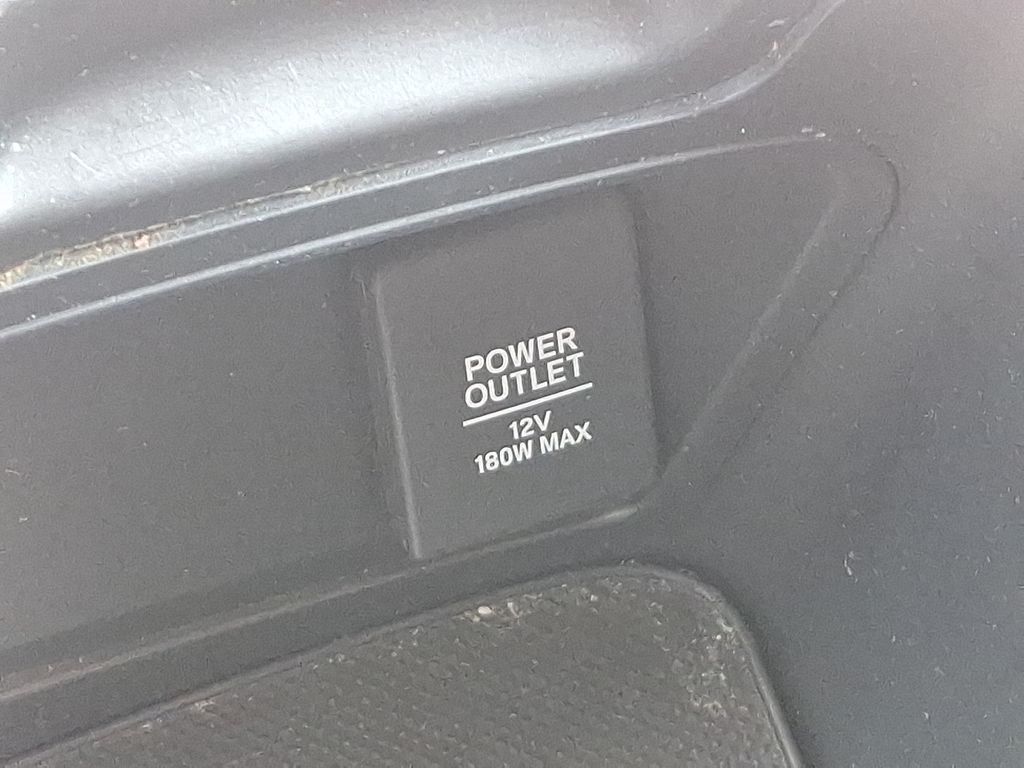 POWER
OUTLET
12V
180W MAX